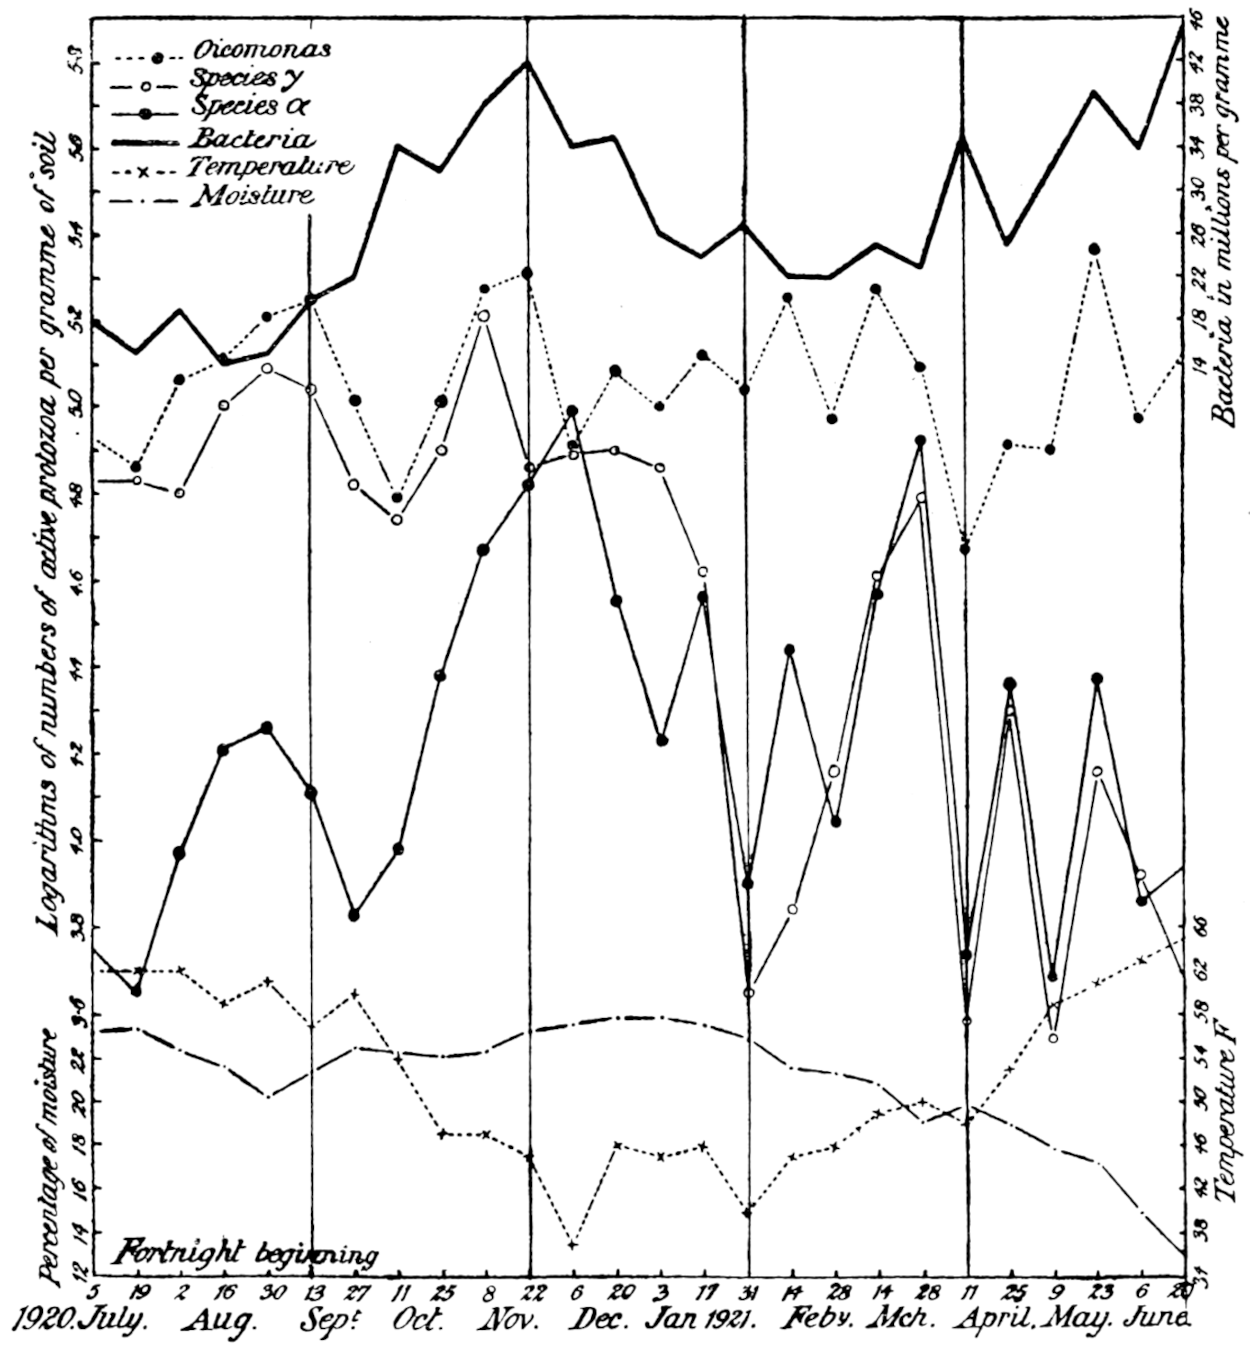 Oicomonas
Species γ
Species α
Bacteria
Temperature
Moisture
Logarithms of numbers of active protozoa per gramme of soil
5.8
5.6
5.4
5.2
5.0
4.8
4.6
4.4
4.2
4.0
3.8
3.6
Percentage of moisture
22
20
18
16
14
12
46
42
38
34
30
26
22
18
14
Bacteria in millions per gramme
66
62
58
54
50
46
42
38
34
Temperature F
Fortnight beginning
5 19 2 16 30 13 27 11 25 8 22 6 20 3 17 31 14 28 14 28 11 25 9 23 6 20
1920. July. Aug. Sept Oct. Nov. Dec. Jan 1921. Feby. Mch. April. May. June